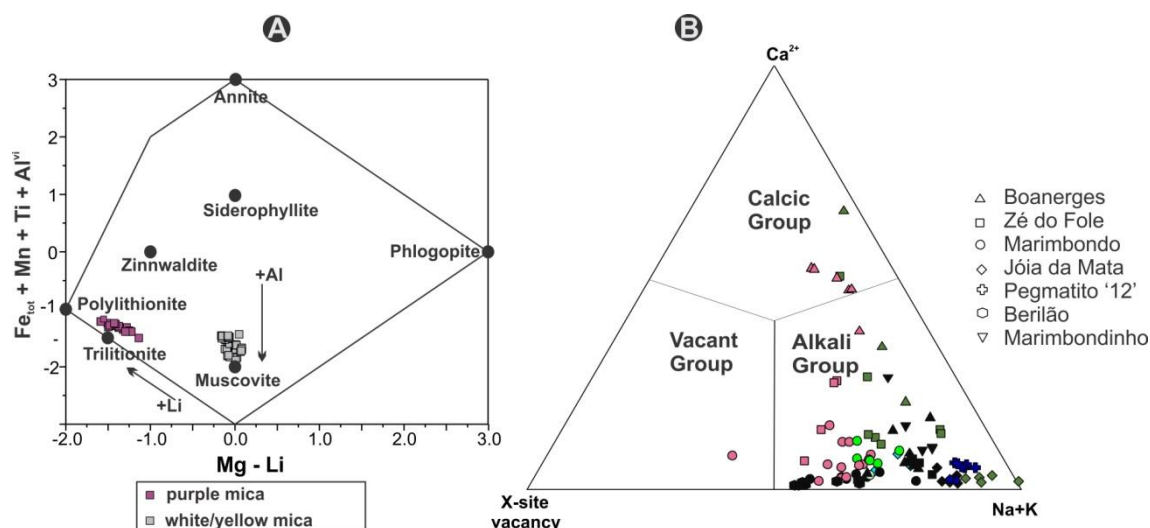 A
3
2
1
0
-1
-2
-2.0
-1.0
0.0
1.0
2.0
3.0
Fetot + Mn + Ti + Alvi
Mg - Li
Annite
Siderophyllite
Phlogopite
Zinnwaldite
+Al
Polylithionite
Trilitionite
Muscovite
+Li
purple mica
white/yellow mica
B
Ca2+
Calcic
Group
Vacant
Group
Alkali
Group
X-site
vacancy
Na+K
Boanerges
Zé do Fole
Marimbondo
Jóia da Mata
Pegmatito '12'
Berilão
Marimbondinho